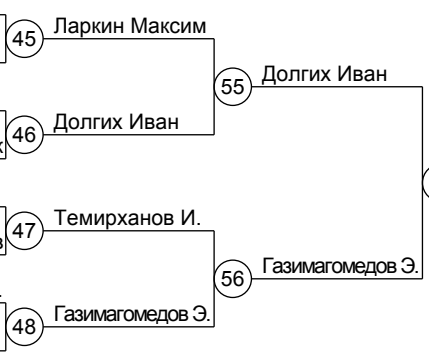 45 Ларкин Максим
55 Долгих Иван
46 Долгих Иван
47 Темирханов И.
56 Газимагомедов Э.
48 Газимагомедов Э.